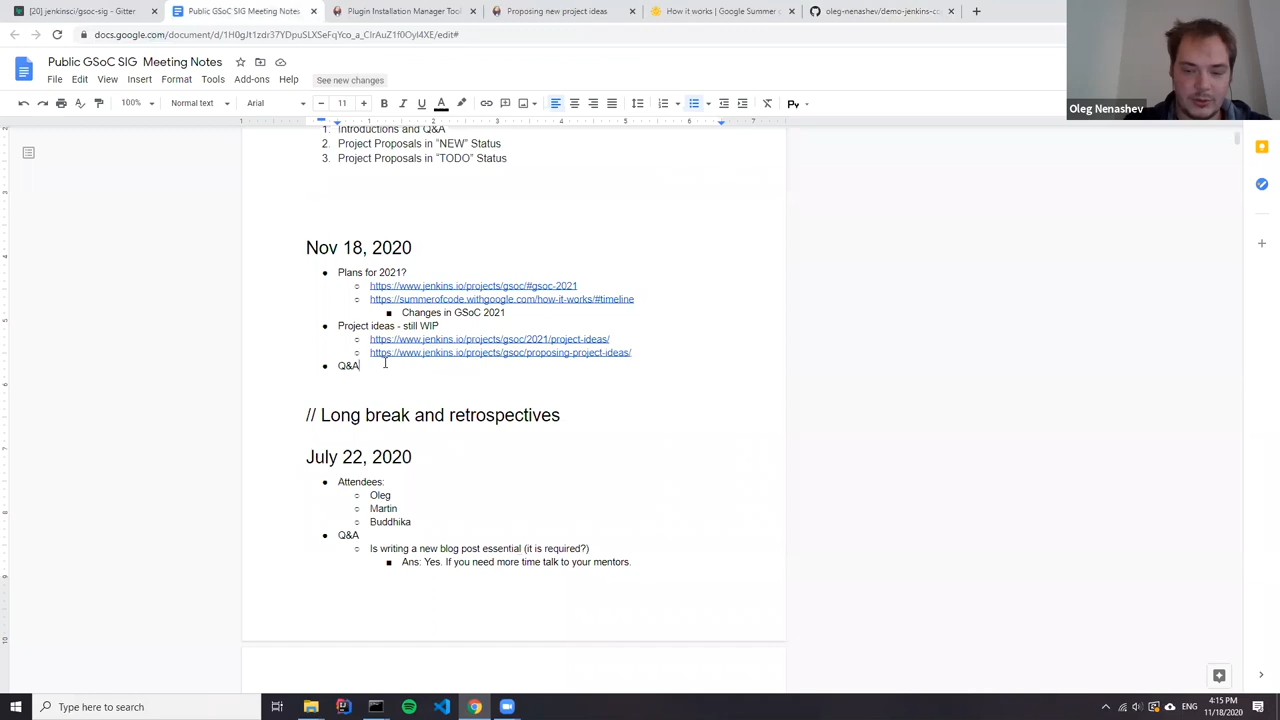 [20] jenkinsci/gsoc-sig - Gitter
Public GSoC SIG Meeting Notes
Plugin Installation Manager Too
Proposing new project ideas
How it works | Google Summer o
oleg-nenashev/demo-jenkins-co
docs.google.com/document/d/
Public GSoC SIG Meeting Notes
File Edit View Insert Format Tools Add-ons Help
See new changes
100% Normal text Arial 11
Oleg Nenashev
1. Introductions and Q&A
2. Project Proposals in "NEW" Status
3. Project Proposals in "TODO" Status
Nov 18, 2020
Plans for 2021?
https://www.jenkins.io/projects/gsoc/#gsoc-2021
https://summerofcode.withgoogle.com/how-it-works/#timeline
Changes in GSoC 2021
Project ideas - still WIP
https://www.jenkins.io/projects/gsoc/2021/project-ideas/
https://www.jenkins.io/projects/gsoc/proposing-project-ideas/
Q&A
// Long break and retrospectives
July 22, 2020
Attendees:
Oleg
Martin
Buddhika
Q&A
Is writing a new blog post essential (it is required?)
Ans: Yes. If you need more time talk to your mentors.
Type here to search
ENG
4:15 PM
11/18/2020